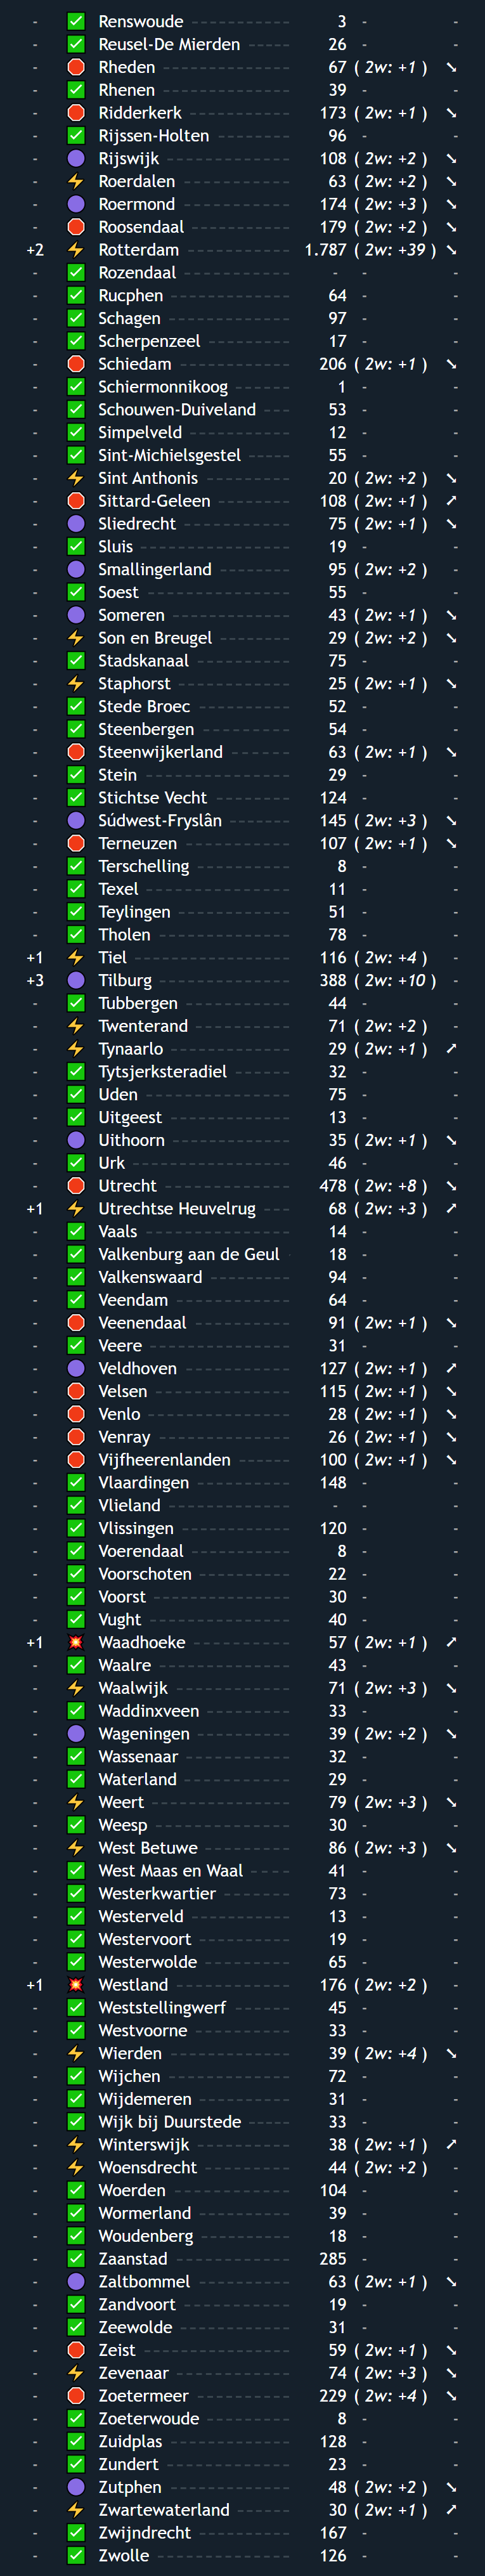 - ✅ Renswoude 3 - -
- ✅ Reusel-De Mierden 26 - -
- 🛑 Rheden 67 ( 2w: +1 ) ➘
- ✅ Rhenen 39 - -
- 🛑 Ridderkerk 173 ( 2w: +1 ) ➘
- ✅ Rijssen-Holten 96 - -
- 🟣 Rijswijk 108 ( 2w: +2 ) ➘
- ⚡ Roerdalen 63 ( 2w: +2 ) ➘
- 🟣 Roermond 174 ( 2w: +3 ) ➘
- 🛑 Roosendaal 179 ( 2w: +2 ) ➘
+2 ⚡ Rotterdam 1.787 ( 2w: +39 ) ➘
- ✅ Rozendaal - - -
- ✅ Rucphen 64 - -
- ✅ Schagen 97 - -
- ✅ Scherpenzeel 17 - -
- 🛑 Schiedam 206 ( 2w: +1 ) ➘
- ✅ Schiermonnikoog 1 - -
- ✅ Schouwen-Duiveland 53 - -
- ✅ Simpelveld 12 - -
- ✅ Sint-Michielsgestel 55 - -
- ⚡ Sint Anthonis 20 ( 2w: +2 ) ➘
- 🛑 Sittard-Geleen 108 ( 2w: +1 ) ➚
- 🟣 Sliedrecht 75 ( 2w: +1 ) ➘
- ✅ Sluis 19 - -
- 🟣 Smallingerland 95 ( 2w: +2 ) -
- ✅ Soest 55 - -
- 🟣 Someren 43 ( 2w: +1 ) ➘
- ⚡ Son en Breugel 29 ( 2w: +2 ) ➘
- ✅ Stadskanaal 75 - -
- ⚡ Staphorst 25 ( 2w: +1 ) ➘
- ✅ Stede Broec 52 - -
- ✅ Steenbergen 54 - -
- 🛑 Steenwijkerland 63 ( 2w: +1 ) ➘
- ✅ Stein 29 - -
- ✅ Stichtse Vecht 124 - -
- 🟣 Súdwest-Fryslân 145 ( 2w: +3 ) ➘
- 🛑 Terneuzen 107 ( 2w: +1 ) ➘
- ✅ Terschelling 8 - -
- ✅ Texel 11 - -
- ✅ Teylingen 51 - -
- ✅ Tholen 78 - -
+1 ⚡ Tiel 116 ( 2w: +4 ) -
+3 🟣 Tilburg 388 ( 2w: +10 ) -
- ✅ Tubbergen 44 - -
- ⚡ Twenterand 71 ( 2w: +2 ) -
- ⚡ Tynaarlo 29 ( 2w: +1 ) ➚
- ✅ Tytsjerksteradiel 32 - -
- ✅ Uden 75 - -
- ✅ Uitgeest 13 - -
- 🟣 Uithoorn 35 ( 2w: +1 ) ➘
- ✅ Urk 46 - -
- 🛑 Utrecht 478 ( 2w: +8 ) ➘
+1 ⚡ Utrechtse Heuvelrug 68 ( 2w: +3 ) ➚
- ✅ Vaals 14 - -
- ✅ Valkenburg aan de Geul 18 - -
- ✅ Valkenswaard 94 - -
- ✅ Veendam 64 - -
- 🛑 Veenendaal 91 ( 2w: +1 ) ➘
- ✅ Veere 31 - -
- 🟣 Veldhoven 127 ( 2w: +1 ) ➚
- 🛑 Velsen 115 ( 2w: +1 ) ➘
- 🛑 Venlo 28 ( 2w: +1 ) ➘
- 🛑 Venray 26 ( 2w: +1 ) ➘
- 🛑 Vijfheerenlanden 100 ( 2w: +1 ) ➘
- ✅ Vlaardingen 148 - -
- ✅ Vlieland - - -
- ✅ Vlissingen 120 - -
- ✅ Voerendaal 8 - -
- ✅ Voorschoten 22 - -
- ✅ Voorst 30 - -
- ✅ Vught 40 - -
+1 💥 Waadhoeke 57 ( 2w: +1 ) ➚
- ✅ Waalre 43 - -
- ⚡ Waalwijk 71 ( 2w: +3 ) ➘
- ✅ Waddinxveen 33 - -
- 🟣 Wageningen 39 ( 2w: +2 ) ➘
- ✅ Wassenaar 32 - -
- ✅ Waterland 29 - -
- ⚡ Weert 79 ( 2w: +3 ) ➘
- ✅ Weesp 30 - -
- ⚡ West Betuwe 86 ( 2w: +3 ) ➘
- ✅ West Maas en Waal 41 - -
- ✅ Westerkwartier 73 - -
- ✅ Westerveld 13 - -
- ✅ Westervoort 19 - -
- ✅ Westerwolde 65 - -
+1 💥 Westland 176 ( 2w: +2 ) -
- ✅ Weststellingwerf 45 - -
- ✅ Westvoorne 33 - -
- ⚡ Wierden 39 ( 2w: +4 ) ➘
- ✅ Wijchen 72 - -
- ✅ Wijdemeren 31 - -
- ✅ Wijk bij Duurstede 33 - -
- ⚡ Winterswijk 38 ( 2w: +1 ) ➚
- ⚡ Woensdrecht 44 ( 2w: +2 ) -
- ✅ Woerden 104 - -
- ✅ Wormerland 39 - -
- ✅ Woudenberg 18 - -
- ✅ Zaanstad 285 - -
- 🟣 Zaltbommel 63 ( 2w: +1 ) ➘
- ✅ Zandvoort 19 - -
- ✅ Zeewolde 31 - -
- 🛑 Zeist 59 ( 2w: +1 ) ➘
- ⚡ Zevenaar 74 ( 2w: +3 ) ➘
- 🛑 Zoetermeer 229 ( 2w: +4 ) ➘
- ✅ Zoeterwoude 8 - -
- ✅ Zuidplas 128 - -
- ✅ Zundert 23 - -
- 🟣 Zutphen 48 ( 2w: +2 ) ➘
- ⚡ Zwartewaterland 30 ( 2w: +1 ) ➚
- ✅ Zwijndrecht 167 - -
- ✅ Zwolle 126 - -